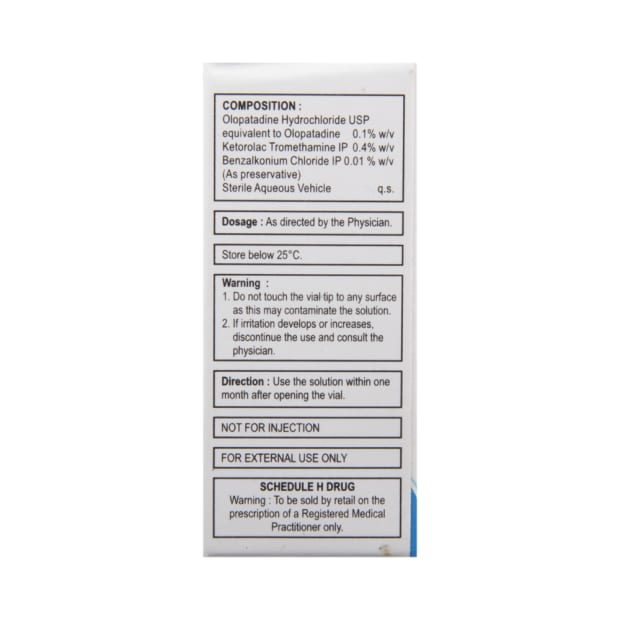 COMPOSITION :
Olopatadine Hydrochloride USP
equivalent to Olopatadine 0.1% w/v
Ketorolac Tromethamine IP 0.4% w/v
Benzalkonium Chloride IP 0.01 % w/v
(As preservative)
Sterile Aqueous Vehicle q.s.
Dosage : As directed by the Physician.
Store below 25°C.
Warning :
1. Do not touch the vial tip to any surface
as this may contaminate the solution.
2. If irritation develops or increases,
discontinue the use and consult the
physician.
Direction : Use the solution within one
month after opening the vial.
NOT FOR INJECTION
FOR EXTERNAL USE ONLY
SCHEDULE H DRUG
Warning : To be sold by retail on the
prescription of a Registered Medical
Practitioner only.